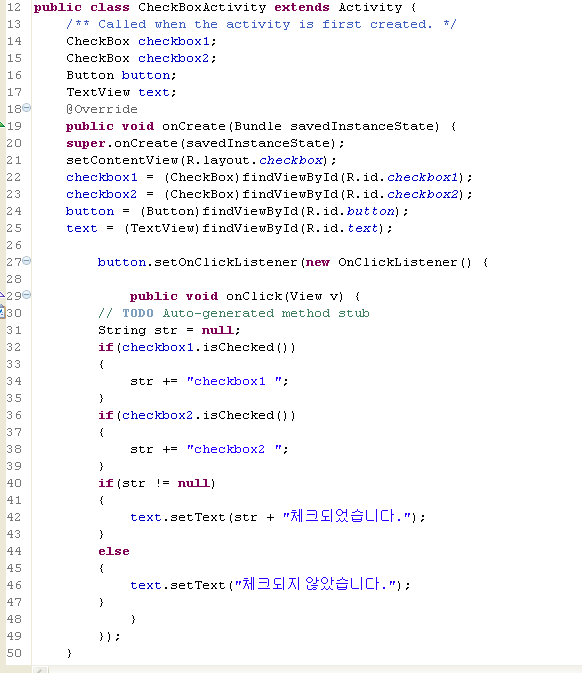 12 public class CheckBoxActivity extends Activity {
13     /** Called when the activity is first created. */
14     CheckBox checkbox1;
15     CheckBox checkbox2;
16     Button button;
17     TextView text;
18     @Override
19     public void onCreate(Bundle savedInstanceState) {
20     super.onCreate(savedInstanceState);
21     setContentView(R.layout.checkbox);
22     checkbox1 = (CheckBox)findViewById(R.id.checkbox1);
23     checkbox2 = (CheckBox)findViewById(R.id.checkbox2);
24     button = (Button)findViewById(R.id.button);
25     text = (TextView)findViewById(R.id.text);
26
27         button.setOnClickListener(new OnClickListener() {
28
29             public void onClick(View v) {
30         // TODO Auto-generated method stub
31         String str = null;
32         if(checkbox1.isChecked())
33         {
34             str += "checkbox1 ";
35         }
36         if(checkbox2.isChecked())
37         {
38             str += "checkbox2 ";
39         }
40         if(str != null)
41         {
42             text.setText(str + "체크되었습니다.");
43         }
44         else
45         {
46             text.setText("체크되지 않았습니다.");
47         }
48             }
49         });
50     }